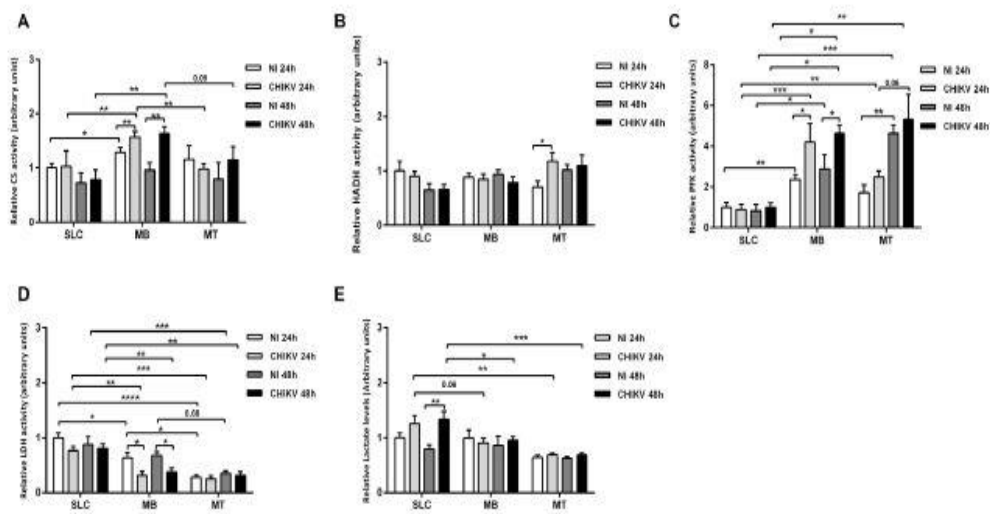 A
Relative CS activity (arbitrary unit)
3
2
1
0
SLC
MB
MT
*
**
**
**
**
**
0.09
NI 24h
CHIKV 24h
NI 48h
CHIKV 48h
B
Relative HADH activity (arbitrary units)
3
2
1
0
SLC
MB
MT
*
NI 24h
CHIKV 24h
NI 48h
CHIKV 48h
C
Relative PFK activity (arbitrary units)
8
6
4
2
0
SLC
MB
MT
**
*
***
*
**
*
***
*
**
*
**
0.06
NI 24h
CHIKV 24h
NI 48h
CHIKV 48h
D
Relative LDH activity (arbitrary units)
3
2
1
0
SLC
MB
MT
***
**
**
***
**
****
0.08
*
*
*
*
NI 24h
CHIKV 24h
NI 48h
CHIKV 48h
E
Relative Lactate levels (Arbitrary units)
3
2
1
0
SLC
MB
MT
***
*
**
0.06
**
NI 24h
CHIKV 24h
NI 48h
CHIKV 48h